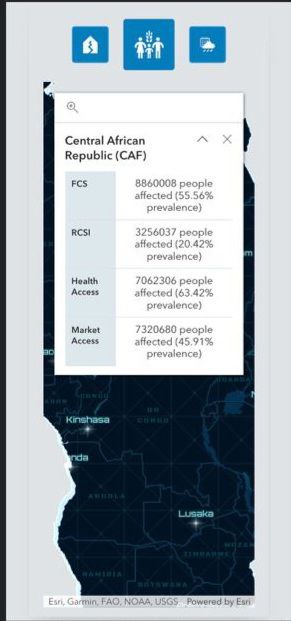 Central African
Republic (CAF)
FCS
8860008 people
affected (55.56%
prevalence)
RCSI
3256037 people
affected (20.42%
prevalence)
Health
Access
7062306 people
affected (63.42%
prevalence)
Market
Access
7320680 people
affected (45.91%
prevalence)
Kinshasa
nda
ANGOLA
Lusaka
ZIMBABWE
NAMIBIA
BOTSWANA
Esri, Garmin, FAO, NOAA, USGS
Powered by Esri